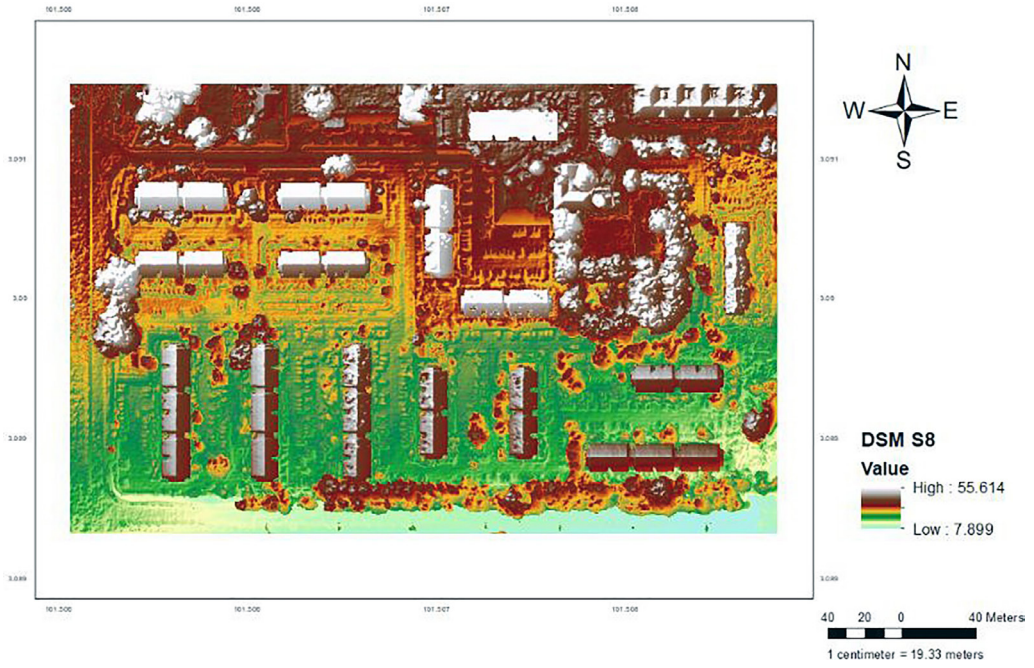 101.506 101.506 101.507 101.508
N
W E
S
3.091 3.091
3.09 3.09
3.089
DSM S8
Value
High : 55.614
Low : 7.899
3.089 3.089
101.506 101.506 101.507 101.508
40 20 0 40 Meters
1 centimeter = 19.33 meters